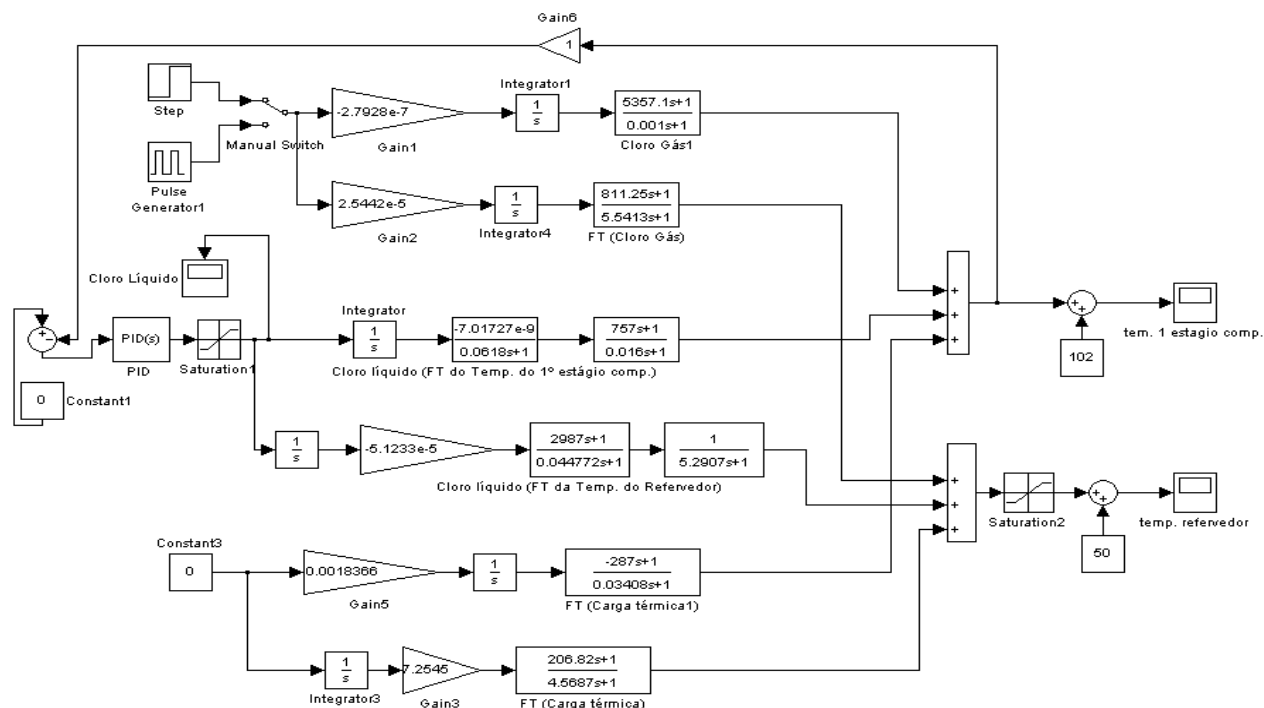 Gain6
1
Step
Manual Switch
Pulse
Generator1
-2.7928e-7
Gain1
Integrator1
1
s
5357.1s+1
0.001s+1
Cloro Gás1
2.5442e-5
Gain2
1
s
Integrator4
811.25s+1
5.5413s+1
FT (Cloro Gás)
Cloro Líquido
+
-
PID(s)
PID
Saturation1
0
Constant1
Integrator
1
s
-7.01727e-9
0.0618s+1
757s+1
0.016s+1
Cloro líquido (FT do Temp. do 1º estágio comp.)
+
+
+
+
+
102
tem. 1 estagio comp.
1
s
-5.1233e-5
2987s+1
0.044772s+1
1
5.2907s+1
Cloro líquido (FT da Temp. do Refervedor)
+
+
+
Saturation2
+
+
50
temp. refervedor
Constant3
0
0.0018366
Gain5
1
s
-287s+1
0.03408s+1
FT (Carga térmica1)
1
s
Integrator3
7.2545
Gain3
206.82s+1
4.5687s+1
FT (Carga térmica)